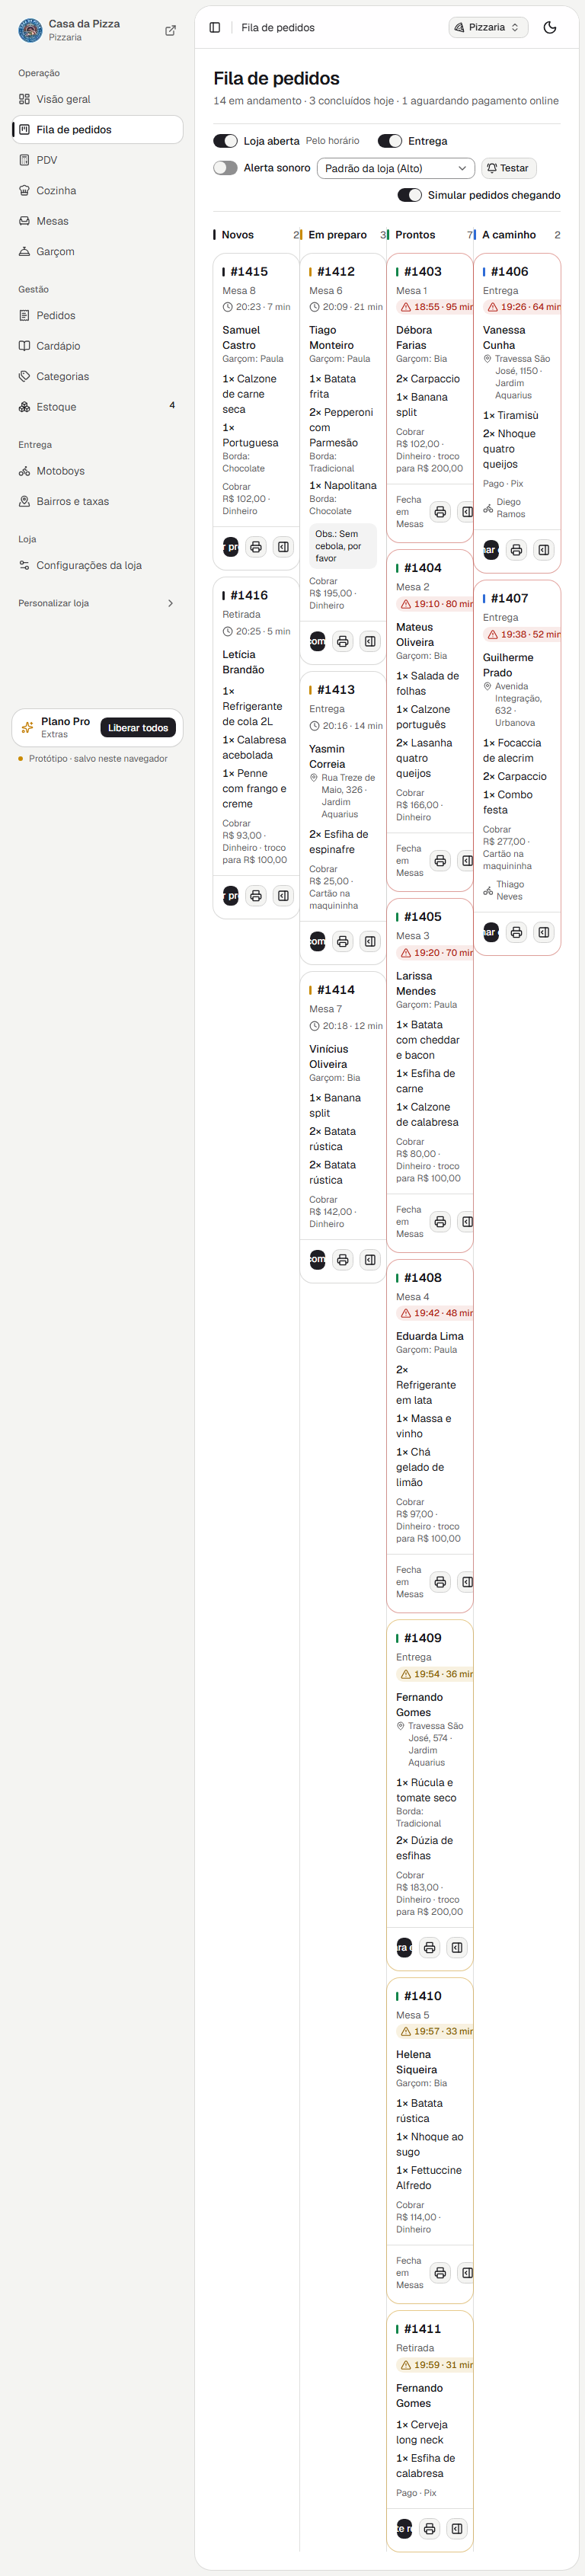 Casa da Pizza
Pizzaria
Operação
Visão geral
Fila de pedidos
PDV
Cozinha
Mesas
Garçom
Gestão
Pedidos
Cardápio
Categorias
Estoque 4
Entrega
Motoboys
Bairros e taxas
Loja
Configurações da loja
Personalizar loja
Plano Pro
Extras
Liberar todos
Protótipo · salvo neste navegador
Fila de pedidos
Pizzaria
Fila de pedidos
14 em andamento · 3 concluídos hoje · 1 aguardando pagamento online
Loja aberta Pelo horário Entrega
Alerta sonoro Padrão da loja (Alto) Testar
Simular pedidos chegando
Novos 2
#1415
Mesa 8
20:23 · 7 min
Samuel
Castro
Garçom: Paula
1× Calzone
de carne
seca
1×
Portuguesa
Borda:
Chocolate
Cobrar
R$ 102,00 ·
Dinheiro
r pr
#1416
Retirada
20:25 · 5 min
Letícia
Brandão
1×
Refrigerante
de cola 2L
1× Calabresa
acebolada
1× Penne
com frango e
creme
Cobrar
R$ 93,00 ·
Dinheiro · troco
para R$ 100,00
r pr
Em preparo 3
#1412
Mesa 6
20:09 · 21 min
Tiago
Monteiro
Garçom: Paula
1× Batata
frita
2× Pepperoni
com
Parmesão
Borda:
Tradicional
1× Napolitana
Borda:
Chocolate
Obs.: Sem
cebola, por
favor
Cobrar
R$ 195,00 ·
Dinheiro
com
#1413
Entrega
20:16 · 14 min
Yasmin
Correia
Rua Treze de
Maio, 326 ·
Jardim
Aquarius
2× Esfiha de
espinafre
Cobrar
R$ 25,00 ·
Cartão na
maquininha
com
#1414
Mesa 7
20:18 · 12 min
Vinícius
Oliveira
Garçom: Bia
1× Banana
split
2× Batata
rústica
2× Batata
rústica
Cobrar
R$ 142,00 ·
Dinheiro
com
Prontos 7
#1403
Mesa 1
18:55 · 95 min
Débora
Farias
Garçom: Bia
2× Carpaccio
1× Banana
split
Cobrar
R$ 102,00 ·
Dinheiro · troco
para R$ 200,00
Fecha
em
Mesas
#1404
Mesa 2
19:10 · 80 min
Mateus
Oliveira
Garçom: Bia
1× Salada de
folhas
1× Calzone
português
2× Lasanha
quatro
queijos
Cobrar
R$ 166,00 ·
Dinheiro
Fecha
em
Mesas
#1405
Mesa 3
19:20 · 70 min
Larissa
Mendes
Garçom: Paula
1× Batata
com cheddar
e bacon
1× Esfiha de
carne
1× Calzone
de calabresa
Cobrar
R$ 80,00 ·
Dinheiro · troco
para R$ 100,00
Fecha
em
Mesas
#1408
Mesa 4
19:42 · 48 min
Eduarda Lima
Garçom: Paula
2×
Refrigerante
em lata
1× Massa e
vinho
1× Chá
gelado de
limão
Cobrar
R$ 97,00 ·
Dinheiro · troco
para R$ 100,00
Fecha
em
Mesas
#1409
Entrega
19:54 · 36 min
Fernando
Gomes
Travessa São
José, 574 ·
Jardim
Aquarius
1× Rúcula e
tomate seco
Borda:
Tradicional
2× Dúzia de
esfihas
Cobrar
R$ 183,00 ·
Dinheiro · troco
para R$ 200,00
ra e
#1410
Mesa 5
19:57 · 33 min
Helena
Siqueira
Garçom: Bia
1× Batata
rústica
1× Nhoque ao
sugo
1× Fettuccine
Alfredo
Cobrar
R$ 114,00 ·
Dinheiro
Fecha
em
Mesas
#1411
Retirada
19:59 · 31 min
Fernando
Gomes
1× Cerveja
long neck
1× Esfiha de
calabresa
Pago · Pix
te re
A caminho 2
#1406
Entrega
19:26 · 64 min
Vanessa
Cunha
Travessa São
José, 1150 ·
Jardim
Aquarius
1× Tiramisù
2× Nhoque
quatro
queijos
Pago · Pix
Diego
Ramos
nar
#1407
Entrega
19:38 · 52 min
Guilherme
Prado
Avenida
Integração,
632 ·
Urbanova
1× Focaccia
de alecrim
2× Carpaccio
1× Combo
festa
Cobrar
R$ 277,00 ·
Cartão na
maquininha
Thiago
Neves
nar